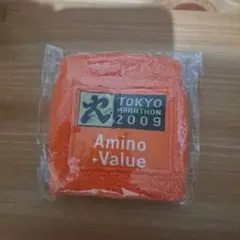 TOKYO
MARATHON
2009
Amino
+Value